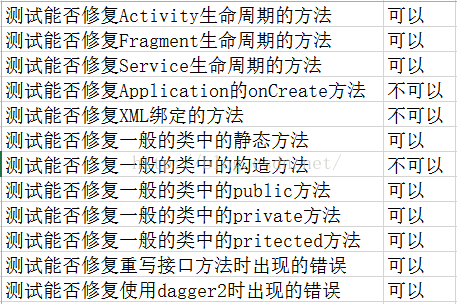 测试能否修复Activity生命周期的方法 可以
测试能否修复Fragment生命周期的方法 可以
测试能否修复Service生命周期的方法 可以
测试能否修复Application的onCreate方法 不可以
测试能否修复XML绑定的方法 不可以
测试能否修复一般的类中的静态方法 可以
测试能否修复一般的类中的构造方法 不可以
测试能否修复一般的类中的public方法 可以
测试能否修复一般的类中的private方法 可以
测试能否修复一般的类中的pritected方法 可以
测试能否修复重写接口方法时出现的错误 可以
测试能否修复使用dagger2时出现的错误 可以